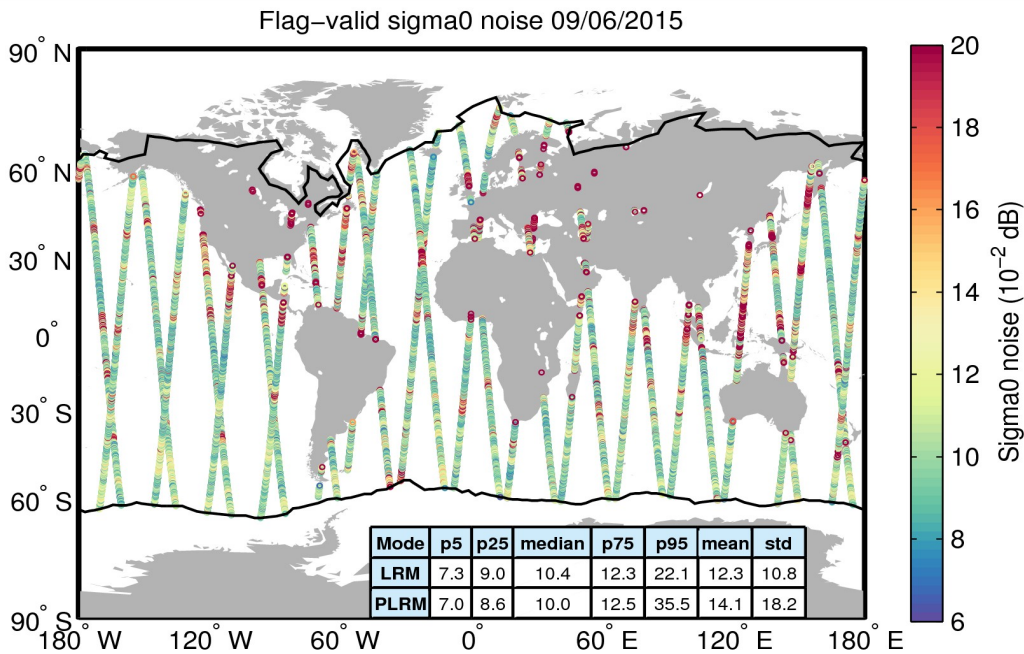 Flag−valid sigma0 noise 09/06/2015
90° N
60° N
30° N
0°
30° S
60° S
90° S
180° W
120° W
60° W
0°
60° E
120° E
180° E
Mode p5 p25 median p75 p95 mean std
LRM 7.3 9.0 10.4 12.3 22.1 12.3 10.8
PLRM 7.0 8.6 10.0 12.5 35.5 14.1 18.2
20
18
16
14
12
10
8
6
Sigma0 noise (10⁻² dB)